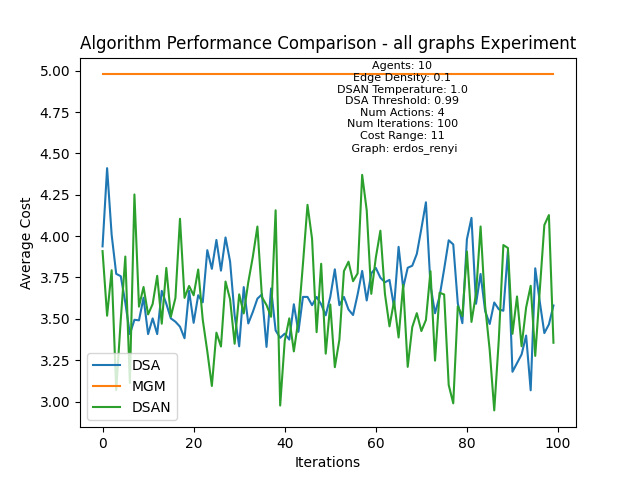 Algorithm Performance Comparison - all graphs Experiment
5.00
4.75
4.50
4.25
4.00
3.75
3.50
3.25
3.00
Average Cost
Agents: 10
Edge Density: 0.1
DSAN Temperature: 1.0
DSA Threshold: 0.99
Num Actions: 4
Num Iterations: 100
Cost Range: 11
Graph: erdos_renyi
DSA
MGM
DSAN
0
20
40
60
80
100
Iterations